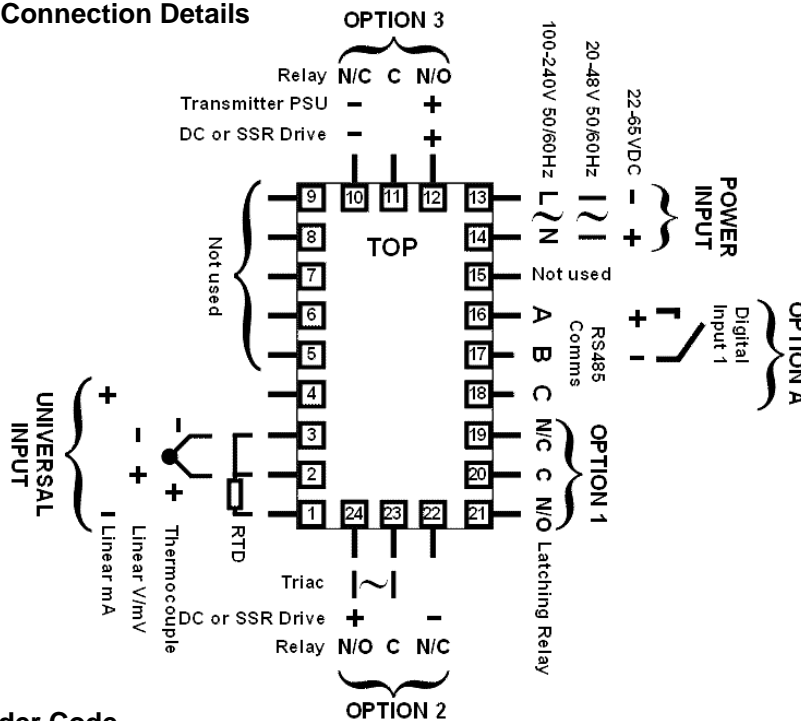 Connection Details
OPTION 3
Relay N/C C N/O
Transmitter PSU - +
DC or SSR Drive - +
100-240V 50/60Hz
20-48V 50/60Hz
22-65VDC
L ~ N
~
- +
POWER INPUT
9 10 11 12 13
8 TOP 14
7 15 Not used
6 16 A
5 17 B
4 18 C
3 19 N/C
2 20 C
1 24 23 22 21 N/O
Not used
RS485 Comms
+ -
Digital Input 1
OPTION A
OPTION 1
Latching Relay
UNIVERSAL INPUT
+ - Linear mA
- + Linear V/mV
- + Thermocouple
RTD
Triac ~
DC or SSR Drive + -
Relay N/O C N/C
OPTION 2